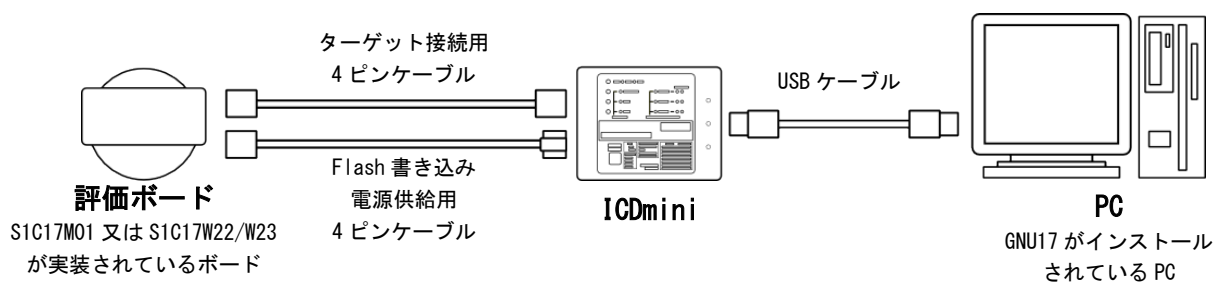 ターゲット接続用
4 ピンケーブル
Flash 書き込み
電源供給用
4 ピンケーブル
USB ケーブル
評価ボード
S1C17M01 又は S1C17W22/W23
が実装されているボード
ICDmini
PC
GNU17 がインストール
されている PC